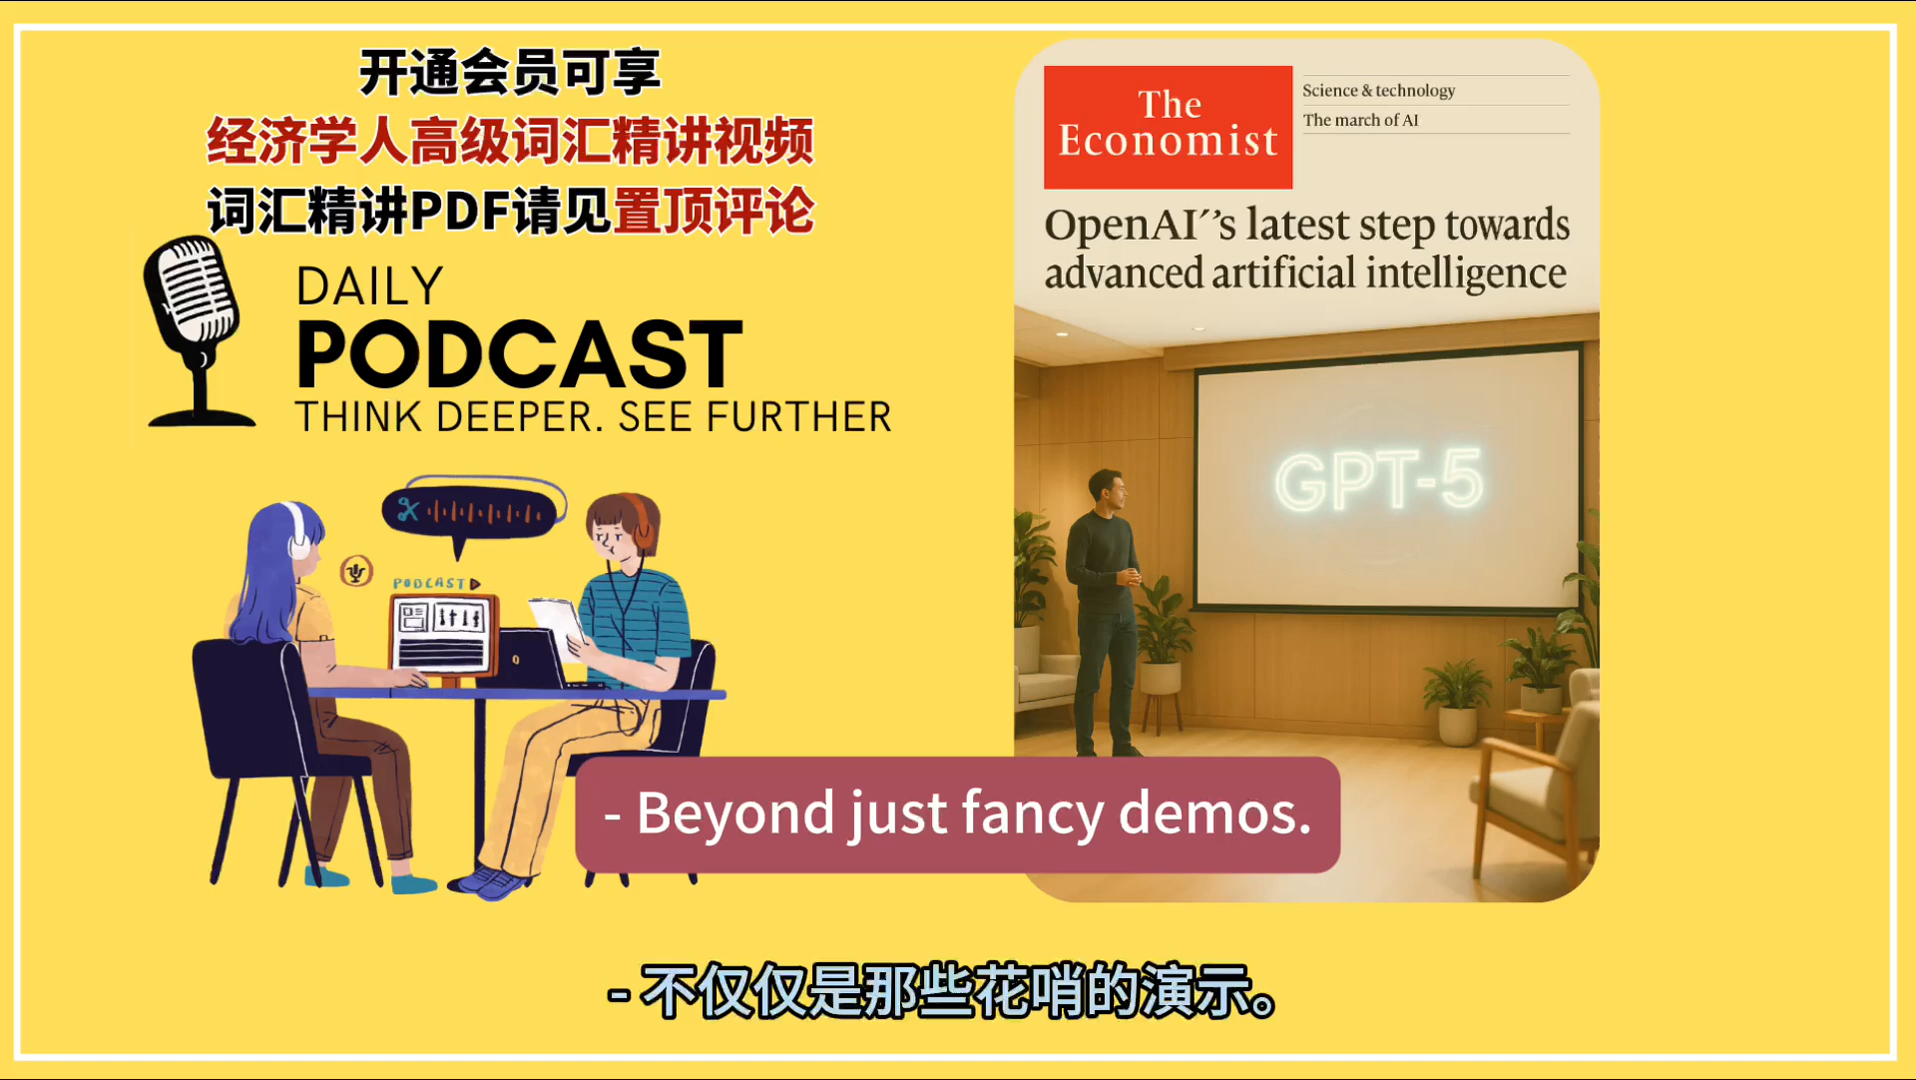 开通会员可享
经济学人高级词汇精讲视频
词汇精讲PDF请见置顶评论
DAILY
PODCAST
THINK DEEPER. SEE FURTHER
PODCAST
The
Economist
Science & technology
The march of AI
OpenAI´’s latest step towards
advanced artificial intelligence
GPT-5
- Beyond just fancy demos.
- 不仅仅是那些花哨的演示。